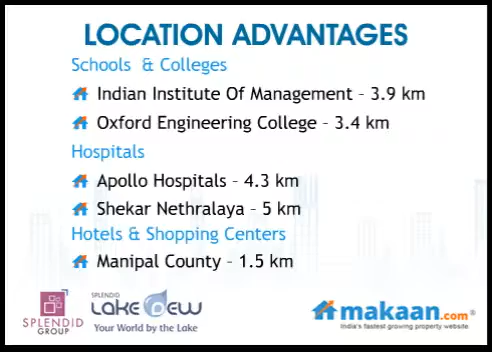 LOCATION ADVANTAGES
Schools & Colleges
Indian Institute Of Management – 3.9 km
Oxford Engineering College – 3.4 km
Hospitals
Apollo Hospitals – 4.3 km
Shekar Nethralaya – 5 km
Hotels & Shopping Centers
Manipal County – 1.5 km
SPLENDID
GROUP
SPLENDID
LAKE DEW
Your World by the Lake
makaan.com®
India's fastest growing property website